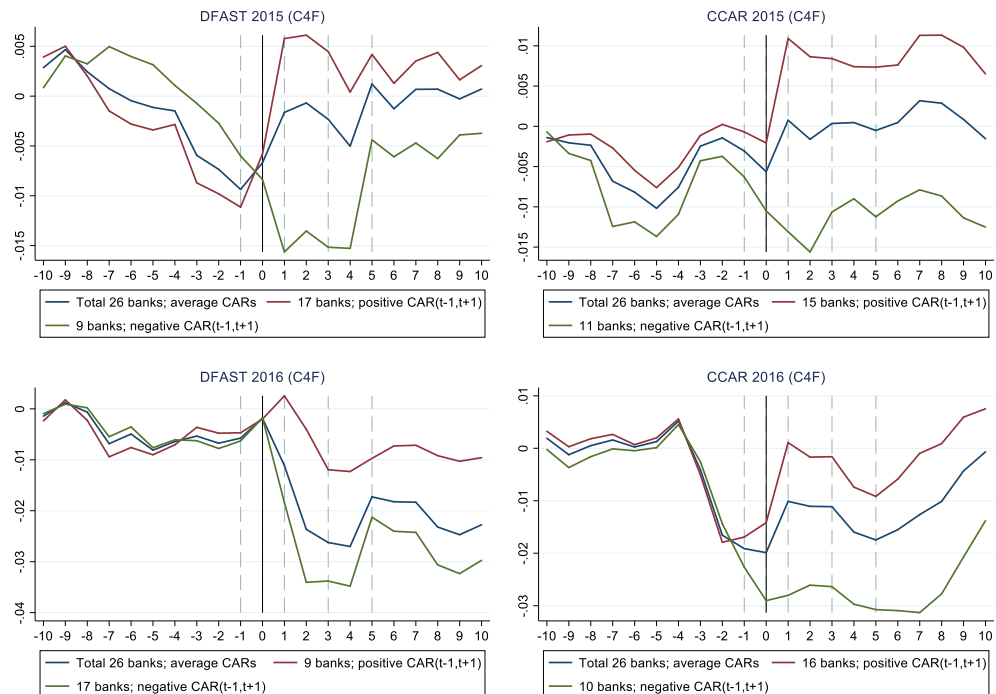 DFAST 2015 (C4F)
.005
0
-.005
-.01
-.015
-10 -9 -8 -7 -6 -5 -4 -3 -2 -1 0 1 2 3 4 5 6 7 8 9 10
Total 26 banks; average CARs 17 banks; positive CAR(t-1,t+1)
9 banks; negative CAR(t-1,t+1)
CCAR 2015 (C4F)
.01
.005
0
-.005
-.01
-.015
-10 -9 -8 -7 -6 -5 -4 -3 -2 -1 0 1 2 3 4 5 6 7 8 9 10
Total 26 banks; average CARs 15 banks; positive CAR(t-1,t+1)
11 banks; negative CAR(t-1,t+1)
DFAST 2016 (C4F)
0
-.01
-.02
-.03
-.04
-10 -9 -8 -7 -6 -5 -4 -3 -2 -1 0 1 2 3 4 5 6 7 8 9 10
Total 26 banks; average CARs 9 banks; positive CAR(t-1,t+1)
17 banks; negative CAR(t-1,t+1)
CCAR 2016 (C4F)
.01
0
-.01
-.02
-.03
-10 -9 -8 -7 -6 -5 -4 -3 -2 -1 0 1 2 3 4 5 6 7 8 9 10
Total 26 banks; average CARs 16 banks; positive CAR(t-1,t+1)
10 banks; negative CAR(t-1,t+1)